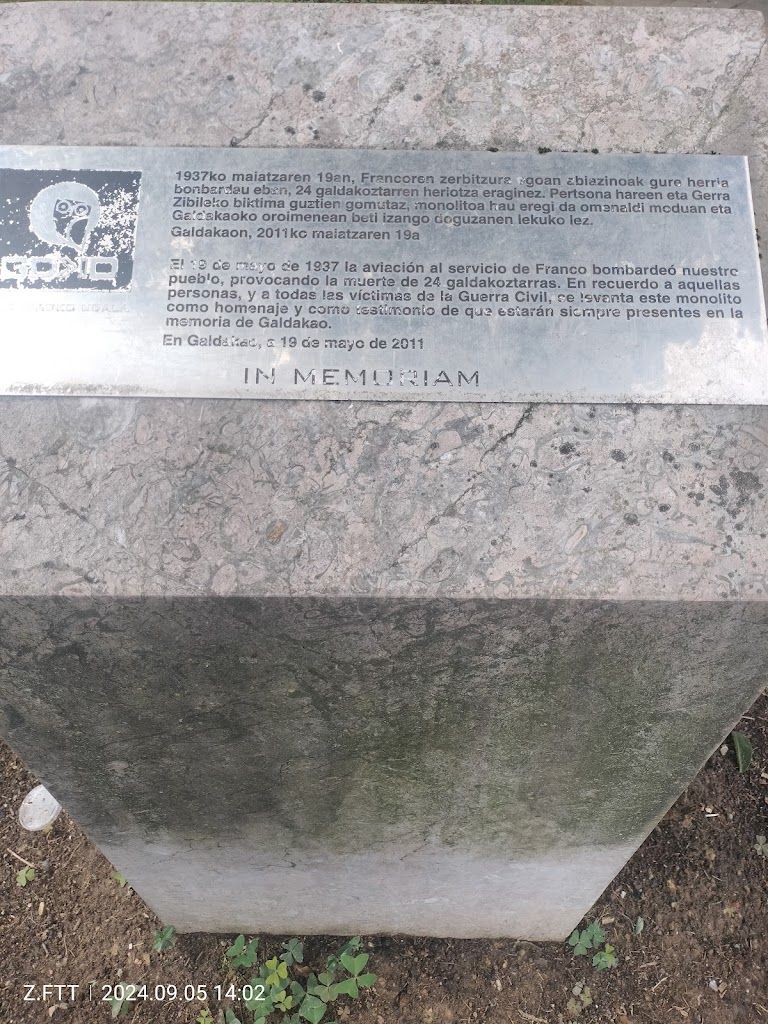 1937ko maiatzaren 19an, Francoren zerbitzura egoan abiazinoak gure herria
bonbardau eban, 24 galdakoztarren heriotza eraginez. Pertsona hareen eta Gerra
Zibileko biktima guztien gomutaz, monolitoa hau eregi da omenaldi moduan eta
Galdakaoko oroimenean beti izango doguzanen lekuko lez.
Galdakaon, 2011ko maiatzaren 19a
El 19 de mayo de 1937 la aviación al servicio de Franco bombardeó nuestro
pueblo, provocando la muerte de 24 galdakoztarras. En recuerdo a aquellas
personas, y a todas las víctimas de la Guerra Civil, se levanta este monolito
como homenaje y como testimonio de que estarán siempre presentes en la
memoria de Galdakao.
En Galdakao, a 19 de mayo de 2011
IN MEMORIAM
Z.FTT | 2024.09.05 14:02